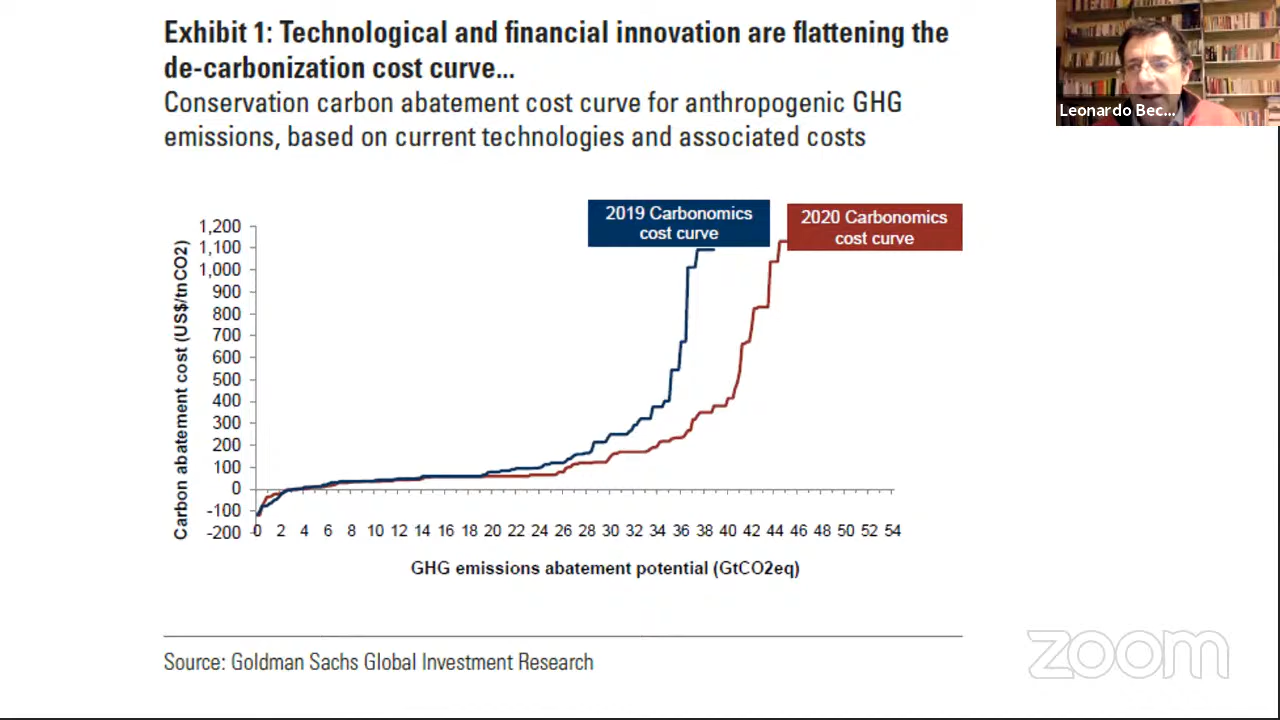 Exhibit 1: Technological and financial innovation are flattening the
de-carbonization cost curve...
Conservation carbon abatement cost curve for anthropogenic GHG
emissions, based on current technologies and associated costs
Leonardo Bec...
2019 Carbonomics
cost curve
2020 Carbonomics
cost curve
Carbon abatement cost (US$/tnCO2)
1,200
1,100
1,000
900
800
700
600
500
400
300
200
100
0
-100
-200
0 2 4 6 8 10 12 14 16 18 20 22 24 26 28 30 32 34 36 38 40 42 44 46 48 50 52 54
GHG emissions abatement potential (GtCO2eq)
Source: Goldman Sachs Global Investment Research
zoom